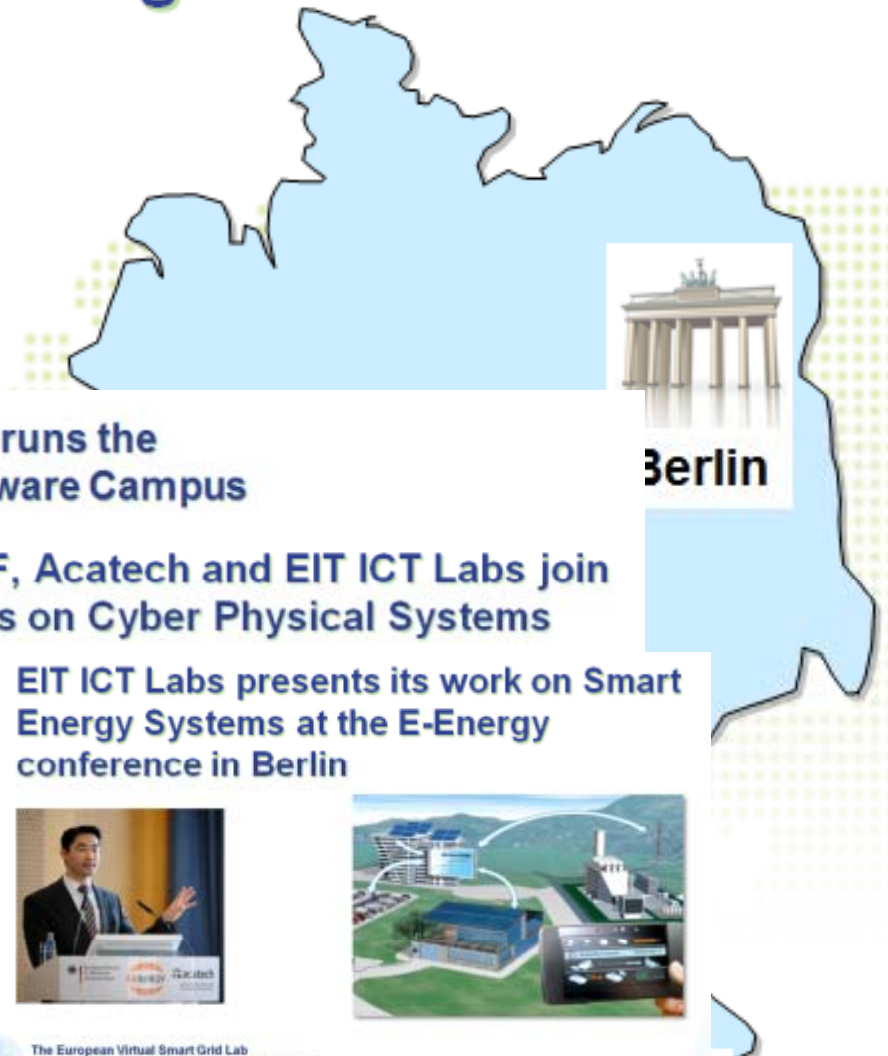 Berlin
runs the
ware Campus
F, Acatech and EIT ICT Labs join
s on Cyber Physical Systems
EIT ICT Labs presents its work on Smart
Energy Systems at the E-Energy
conference in Berlin
acatech
The European Virtual Smart Grid Lab